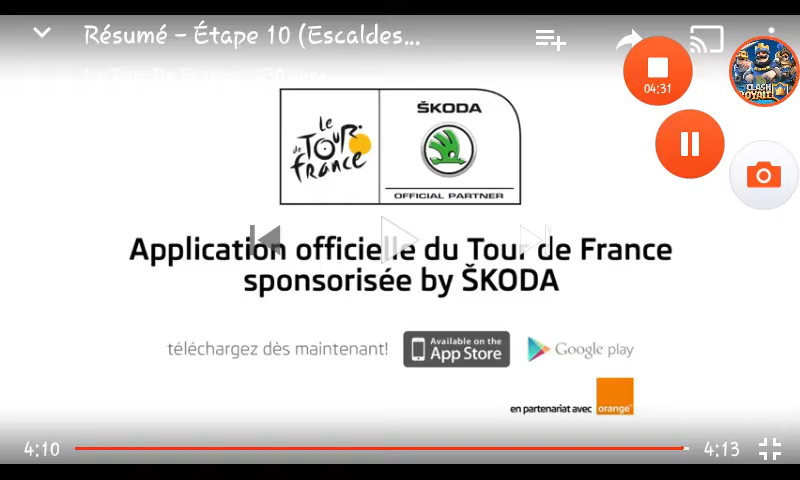 Résumé – Étape 10 (Escaldes...
04:31
CLASH
ROYALE
Le
de
TOUR
france
ŠKODA
OFFICIAL PARTNER
Application officielle du Tour de France
sponsorisée by ŠKODA
téléchargez dès maintenant!
Available on the
App Store
Google play
en partenariat avec
orange™
4:10
4:13